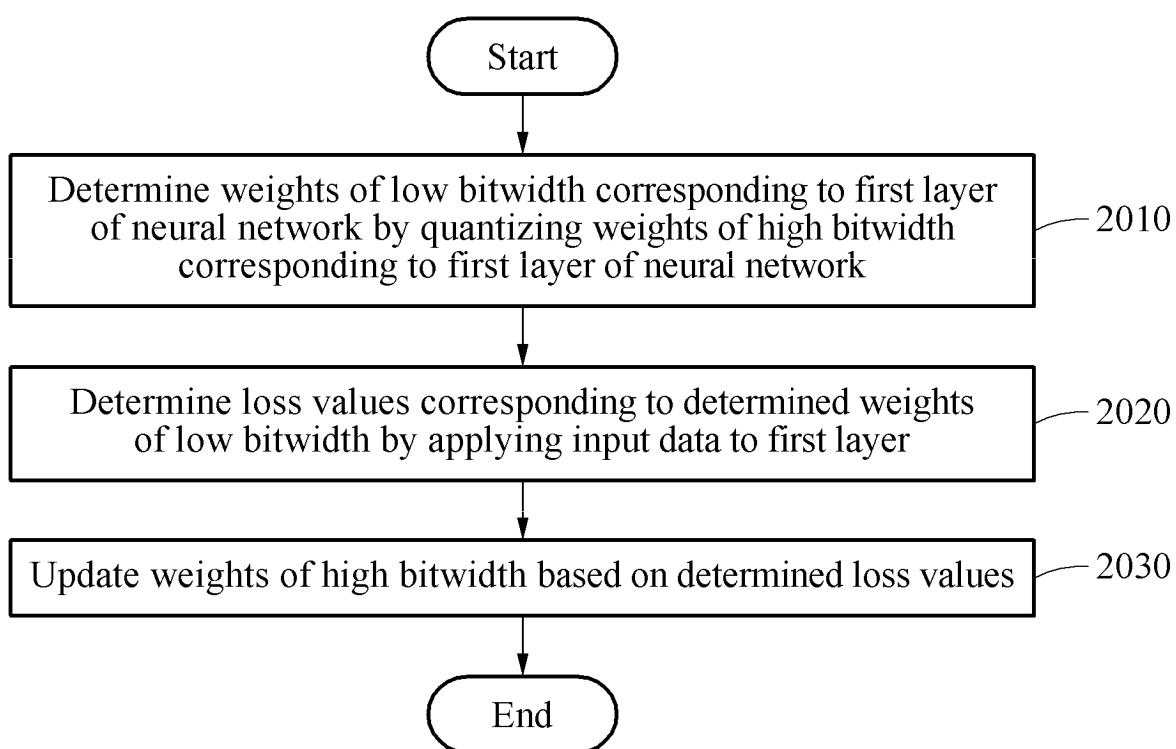 Start
Determine weights of low bitwidth corresponding to first layer
of neural network by quantizing weights of high bitwidth
corresponding to first layer of neural network
2010
Determine loss values corresponding to determined weights
of low bitwidth by applying input data to first layer
2020
Update weights of high bitwidth based on determined loss values
2030
End